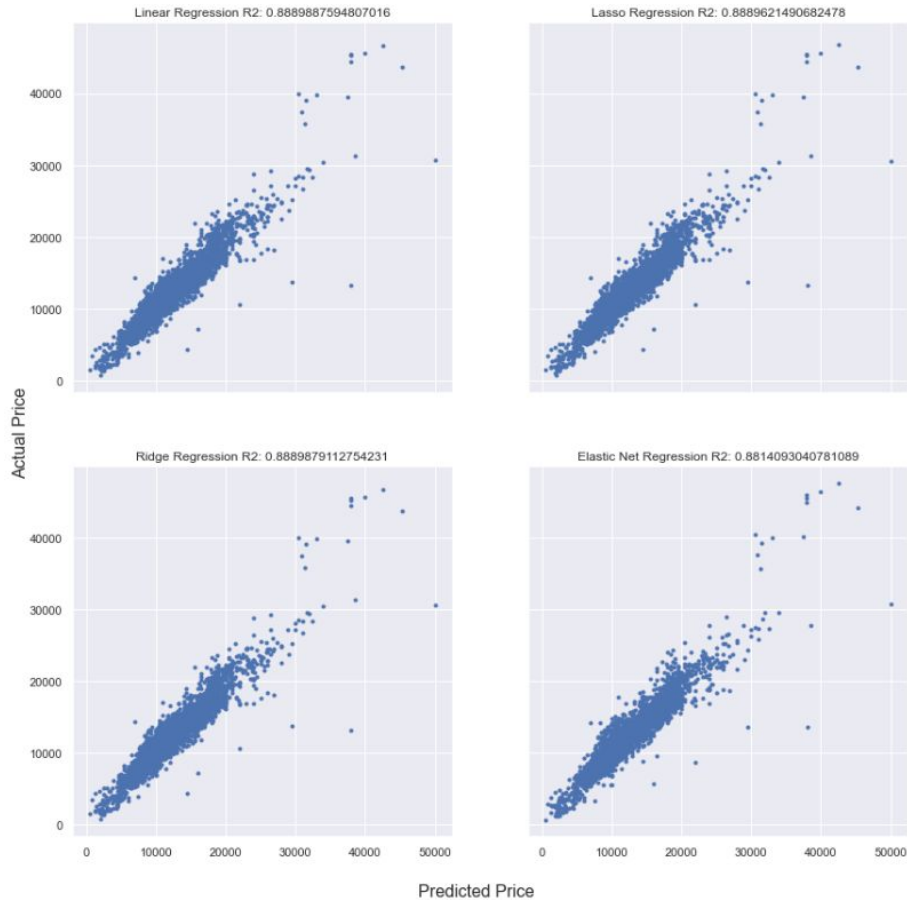 Linear Regression R2: 0.8889887594807016
Lasso Regression R2: 0.8889621490682478
40000
30000
20000
10000
0
Actual Price
Ridge Regression R2: 0.8889879112754231
Elastic Net Regression R2: 0.8814093040781089
40000
30000
20000
10000
0
0 10000 20000 30000 40000 50000
0 10000 20000 30000 40000 50000
Predicted Price